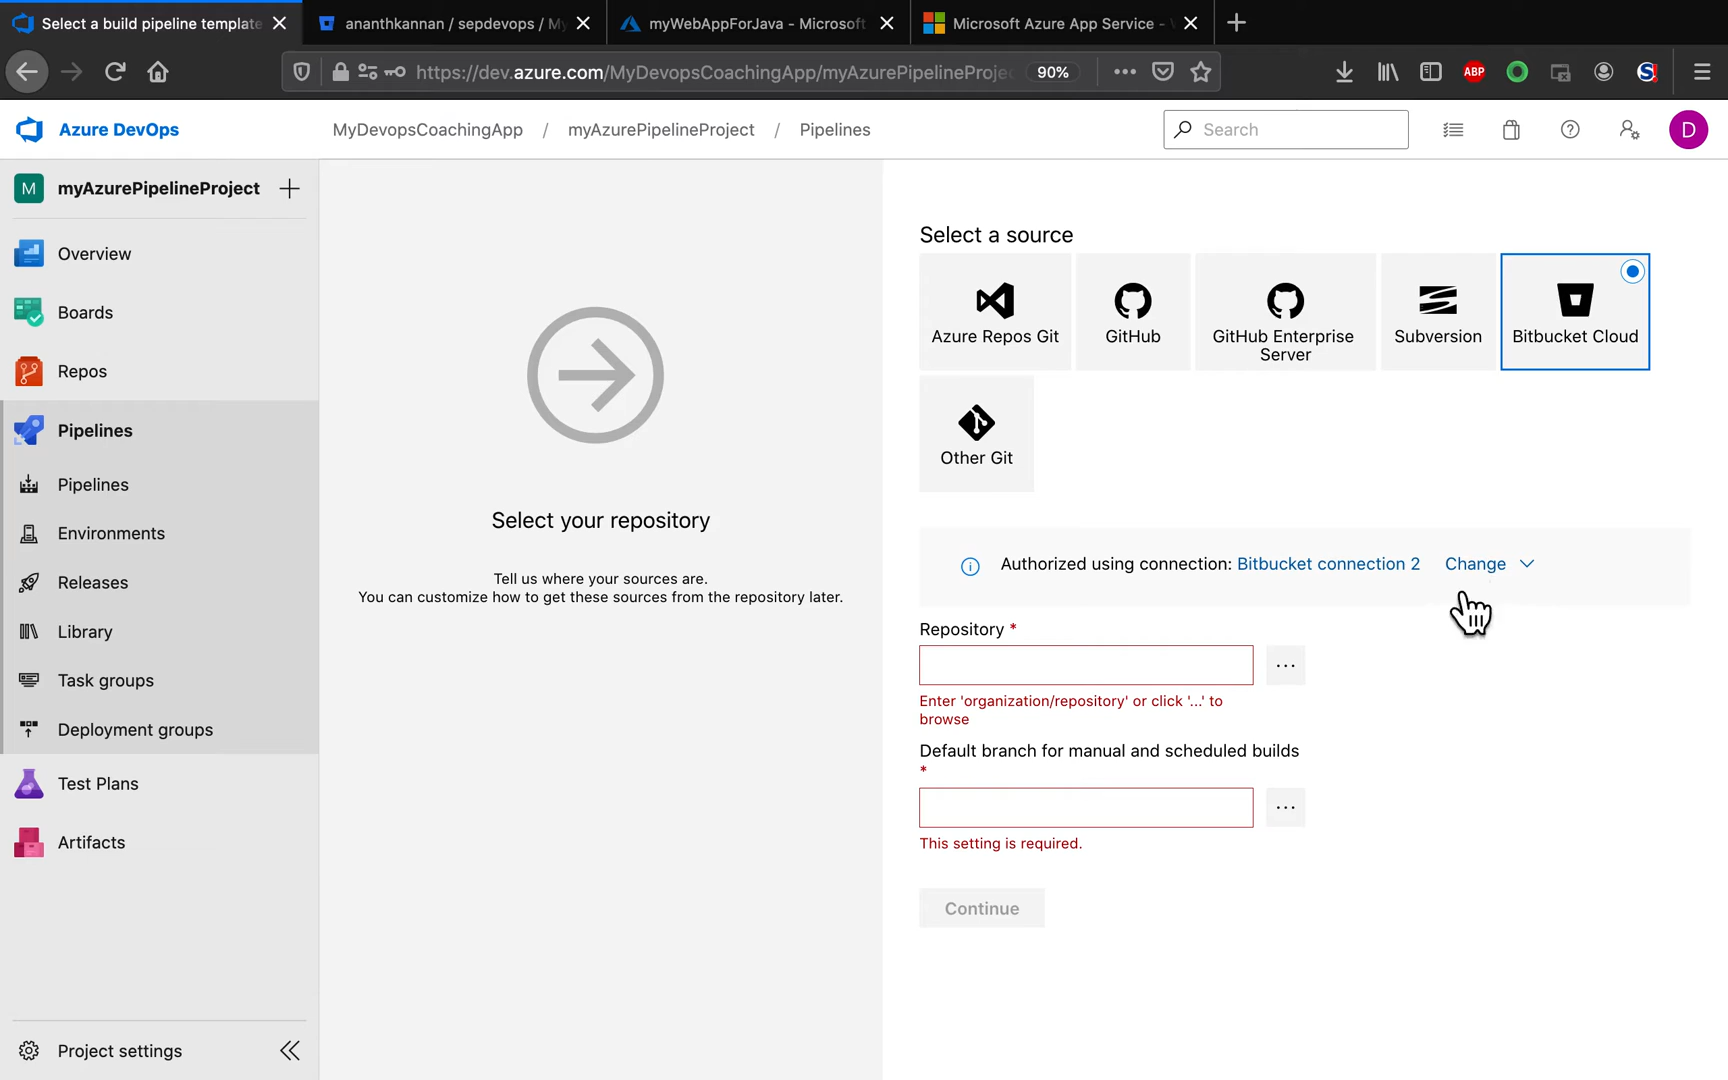 Select a build pipeline template
ananthkannan / sepdevops / My
myWebAppForJava - Microsoft
Microsoft Azure App Service -
https://dev.azure.com/MyDevopsCoachingApp/myAzurePipelineProjec
90%
ABP
Azure DevOps
MyDevopsCoachingApp / myAzurePipelineProject / Pipelines
Search
D
M myAzurePipelineProject
Overview
Boards
Repos
Pipelines
Pipelines
Environments
Releases
Library
Task groups
Deployment groups
Test Plans
Artifacts
Project settings
Select your repository
Tell us where your sources are.
You can customize how to get these sources from the repository later.
Select a source
Azure Repos Git
GitHub
GitHub Enterprise
Server
Subversion
Bitbucket Cloud
Other Git
Authorized using connection: Bitbucket connection 2 Change
Repository *
Enter 'organization/repository' or click '...' to
browse
Default branch for manual and scheduled builds
*
This setting is required.
Continue